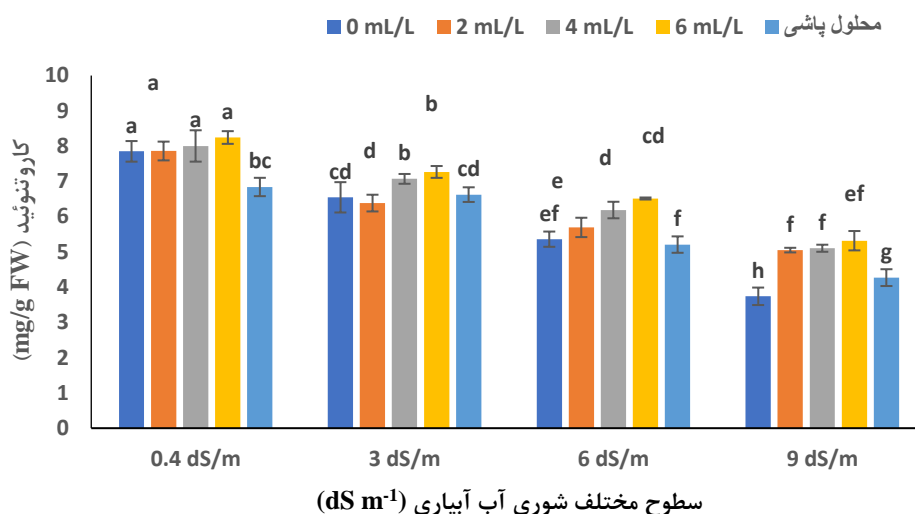 0 mL/L 2 mL/L 4 mL/L 6 mL/L محلول پاشی
کاروتنوئید (mg/g FW)
10
9
8
7
6
5
4
3
2
1
0
a a a a bc
cd d b b cd
ef e d cd f
h f f ef g
0.4 dS/m 3 dS/m 6 dS/m 9 dS/m
سطوح مختلف شوری آب آبیاری (dS m-1)